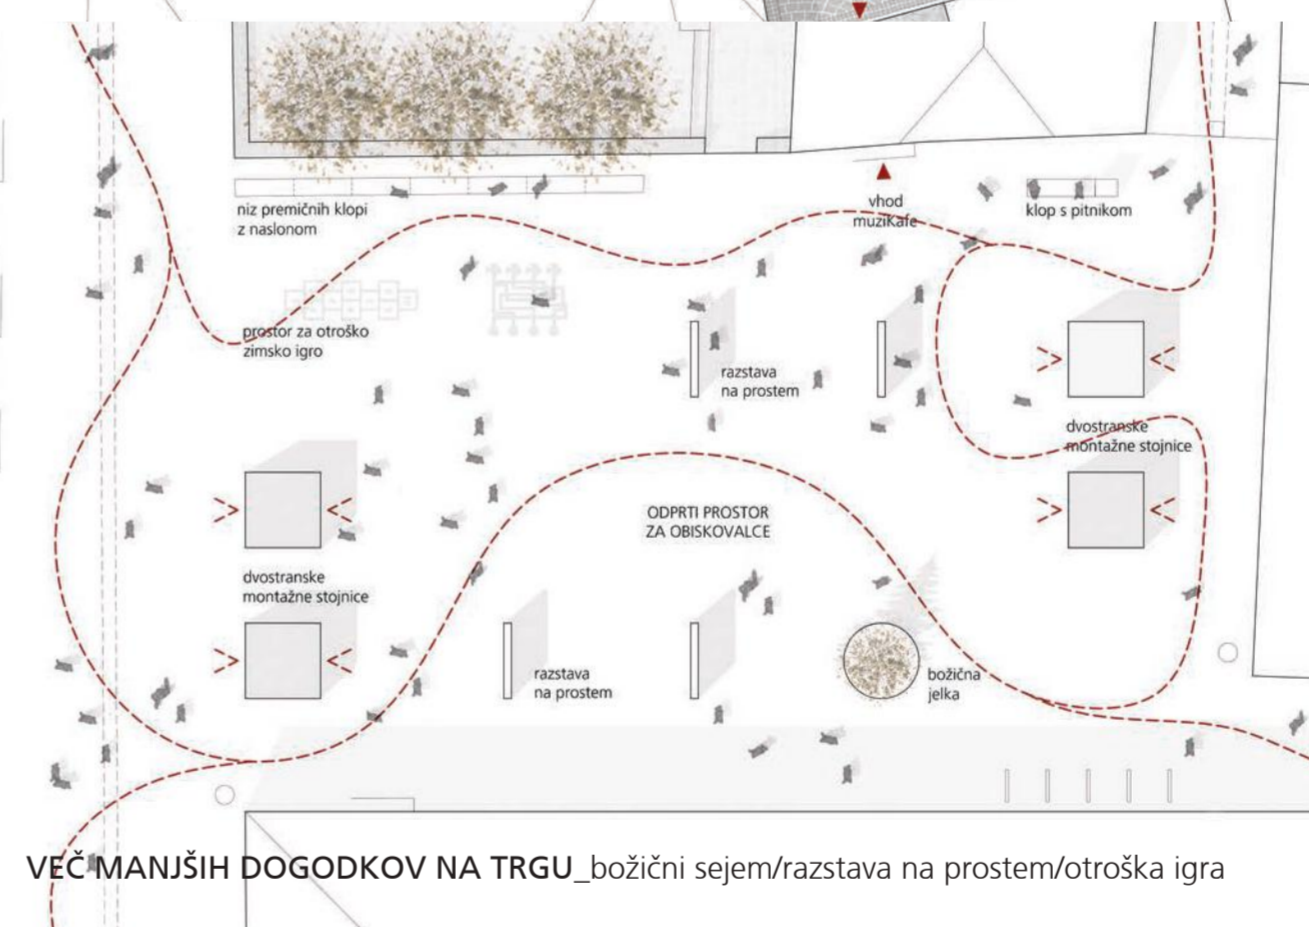 niz premičnih klopi
z naslonom
vhod
muziKafe
klop s pitnikom
prostor za otroško
zimsko igro
razstava
na prostem
dvostranske
montažne stojnice
ODPRTI PROSTOR
ZA OBISKOVALCE
dvostranske
montažne stojnice
razstava
na prostem
božična
jelka
VEČ MANJŠIH DOGODKOV NA TRGU_božični sejem/razstava na prostem/otroška igra